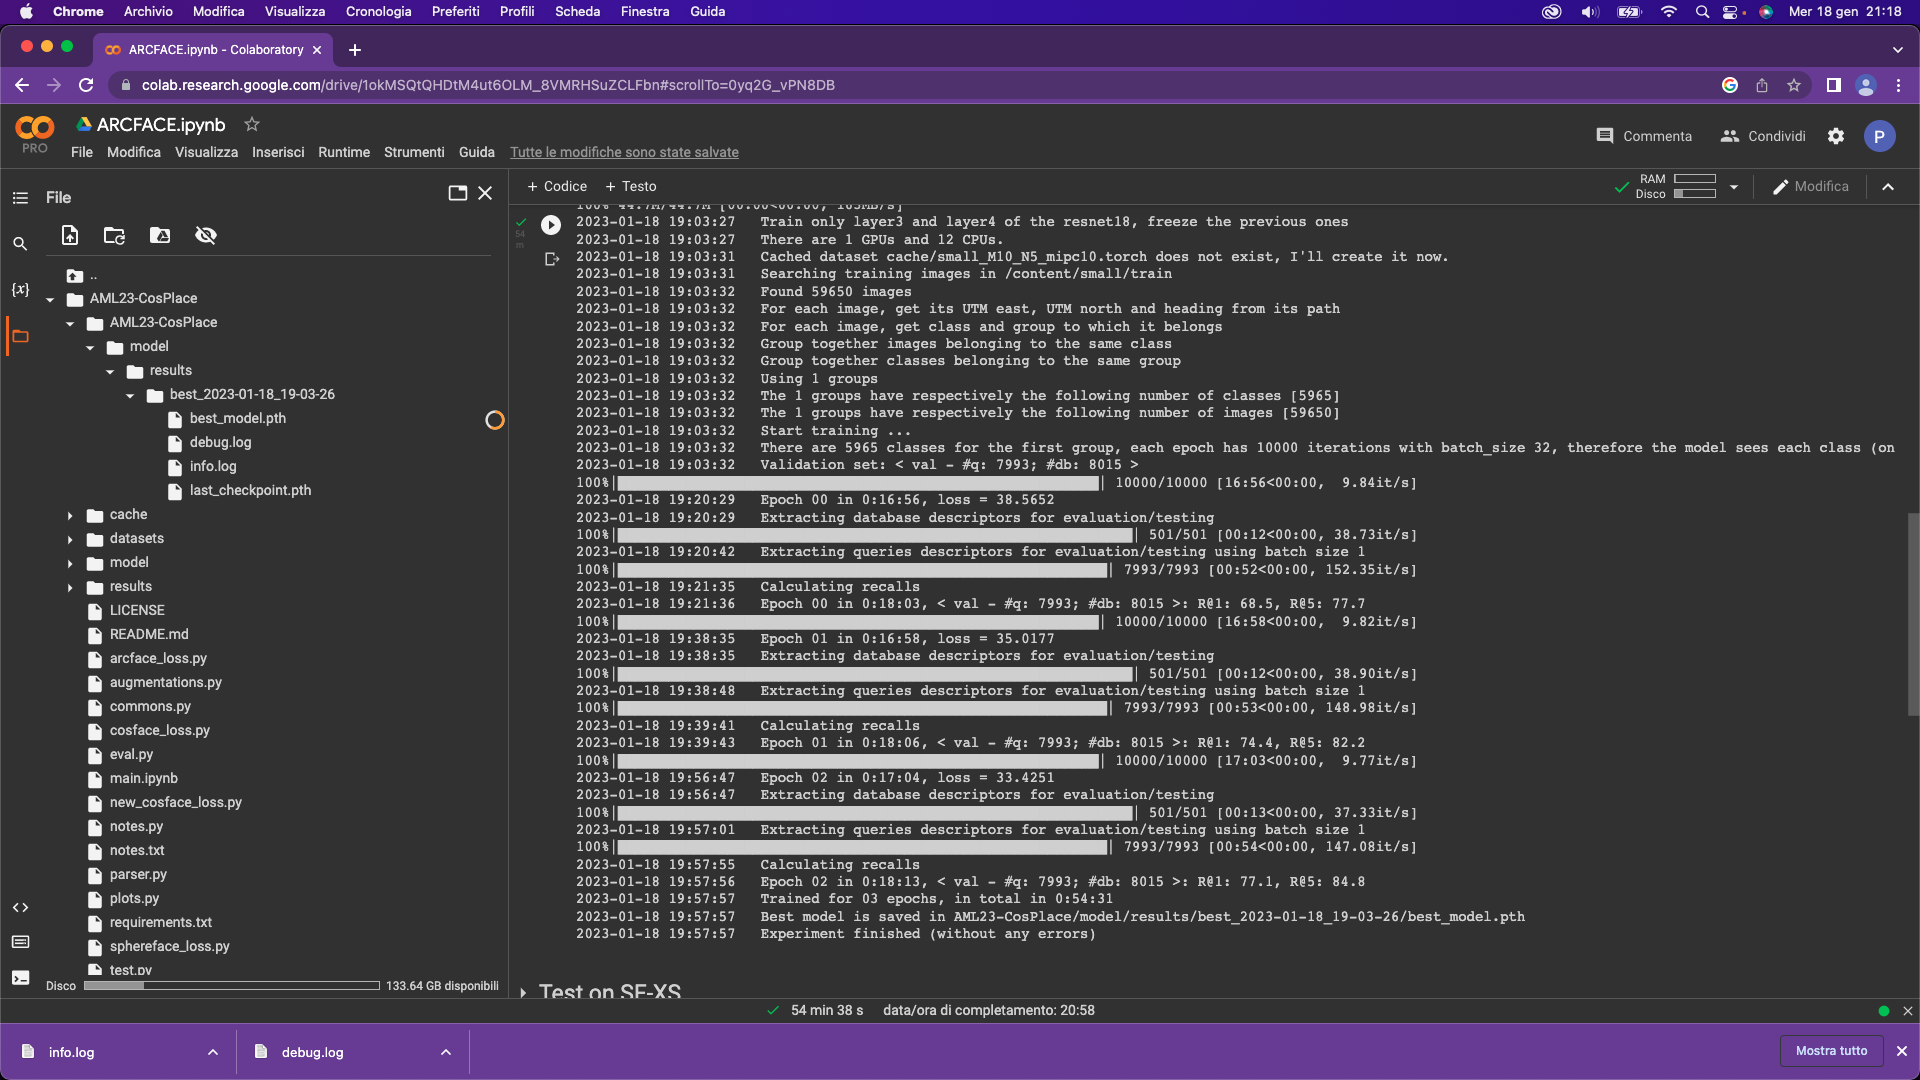 Chrome Archivio Modifica Visualizza Cronologia Preferiti Profili Scheda Finestra Guida Mer 18 gen 21:18
ARCFACE.ipynb - Colaboratory
colab.research.google.com/drive/1okMSQtQHDtM4ut6OLM_8VMRHSuZCLFbn#scrollTo=0yq2G_vPN8DB
PRO
ARCFACE.ipynb
File Modifica Visualizza Inserisci Runtime Strumenti Guida Tutte le modifiche sono state salvate
Commenta Condividi P
File
+ Codice + Testo
RAM
Disco
Modifica
..
AML23-CosPlace
AML23-CosPlace
model
results
best_2023-01-18_19-03-26
best_model.pth
debug.log
info.log
last_checkpoint.pth
cache
datasets
model
results
LICENSE
README.md
arcface_loss.py
augmentations.py
commons.py
cosface_loss.py
eval.py
main.ipynb
new_cosface_loss.py
notes.py
notes.txt
parser.py
plots.py
requirements.txt
sphereface_loss.py
test.py
Disco 133.64 GB disponibili
54
m
100% 44.7M/44.7M [00:00<00:00, 163MB/s]
2023-01-18 19:03:27 Train only layer3 and layer4 of the resnet18, freeze the previous ones
2023-01-18 19:03:27 There are 1 GPUs and 12 CPUs.
2023-01-18 19:03:31 Cached dataset cache/small_M10_N5_mipc10.torch does not exist, I'll create it now.
2023-01-18 19:03:31 Searching training images in /content/small/train
2023-01-18 19:03:32 Found 59650 images
2023-01-18 19:03:32 For each image, get its UTM east, UTM north and heading from its path
2023-01-18 19:03:32 For each image, get class and group to which it belongs
2023-01-18 19:03:32 Group together images belonging to the same class
2023-01-18 19:03:32 Group together classes belonging to the same group
2023-01-18 19:03:32 Using 1 groups
2023-01-18 19:03:32 The 1 groups have respectively the following number of classes [5965]
2023-01-18 19:03:32 The 1 groups have respectively the following number of images [59650]
2023-01-18 19:03:32 Start training ...
2023-01-18 19:03:32 There are 5965 classes for the first group, each epoch has 10000 iterations with batch_size 32, therefore the model sees each class (on
2023-01-18 19:03:32 Validation set: < val - #q: 7993; #db: 8015 >
100%| | 10000/10000 [16:56<00:00, 9.84it/s]
2023-01-18 19:20:29 Epoch 00 in 0:16:56, loss = 38.5652
2023-01-18 19:20:29 Extracting database descriptors for evaluation/testing
100%| | 501/501 [00:12<00:00, 38.73it/s]
2023-01-18 19:20:42 Extracting queries descriptors for evaluation/testing using batch size 1
100%| | 7993/7993 [00:52<00:00, 152.35it/s]
2023-01-18 19:21:35 Calculating recalls
2023-01-18 19:21:36 Epoch 00 in 0:18:03, < val - #q: 7993; #db: 8015 >: R@1: 68.5, R@5: 77.7
100%| | 10000/10000 [16:58<00:00, 9.82it/s]
2023-01-18 19:38:35 Epoch 01 in 0:16:58, loss = 35.0177
2023-01-18 19:38:35 Extracting database descriptors for evaluation/testing
100%| | 501/501 [00:12<00:00, 38.90it/s]
2023-01-18 19:38:48 Extracting queries descriptors for evaluation/testing using batch size 1
100%| | 7993/7993 [00:53<00:00, 148.98it/s]
2023-01-18 19:39:41 Calculating recalls
2023-01-18 19:39:43 Epoch 01 in 0:18:06, < val - #q: 7993; #db: 8015 >: R@1: 74.4, R@5: 82.2
100%| | 10000/10000 [17:03<00:00, 9.77it/s]
2023-01-18 19:56:47 Epoch 02 in 0:17:04, loss = 33.4251
2023-01-18 19:56:47 Extracting database descriptors for evaluation/testing
100%| | 501/501 [00:13<00:00, 37.33it/s]
2023-01-18 19:57:01 Extracting queries descriptors for evaluation/testing using batch size 1
100%| | 7993/7993 [00:54<00:00, 147.08it/s]
2023-01-18 19:57:55 Calculating recalls
2023-01-18 19:57:56 Epoch 02 in 0:18:13, < val - #q: 7993; #db: 8015 >: R@1: 77.1, R@5: 84.8
2023-01-18 19:57:57 Trained for 03 epochs, in total in 0:54:31
2023-01-18 19:57:57 Best model is saved in AML23-CosPlace/model/results/best_2023-01-18_19-03-26/best_model.pth
2023-01-18 19:57:57 Experiment finished (without any errors)
Test on SF-XS
54 min 38 s data/ora di completamento: 20:58
info.log debug.log Mostra tutto